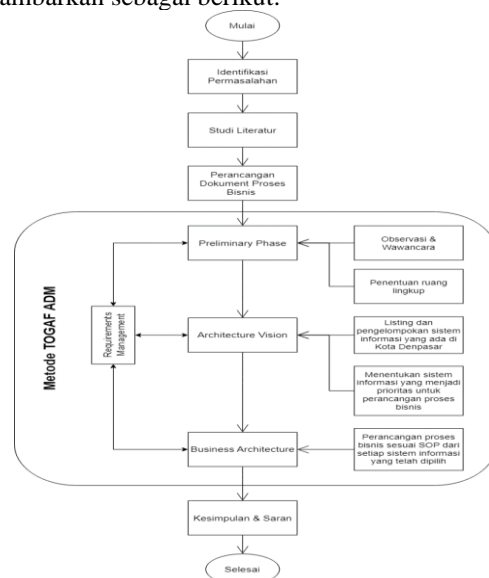 ambarkan sebagai berikut:
Mulai
Identifikasi
Permasalahan
Studi Literatur
Perancangan
Dokument Proses
Bisnis
Metode TOGAF ADM
Requirements
Management
Preliminary Phase
Observasi &
Wawancara
Penentuan ruang
lingkup
Architecture Vision
Listing dan
pengelompokan sistem
informasi yang ada di
Kota Denpasar
Menentukan sistem
informasi yang menjadi
prioritas untuk
perancangan proses
bisnis
Business Architecture
Perancangan proses
bisnis sesuai SOP dari
setiap sistem informasi
yang telah dipilih
Kesimpulan & Saran
Selesai